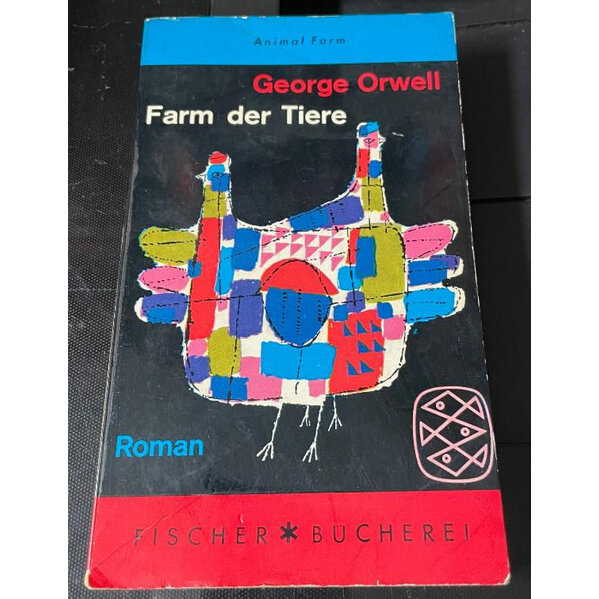 Animal Farm
George Orwell
Farm der Tiere
Roman
FISCHER * BÜCHEREI